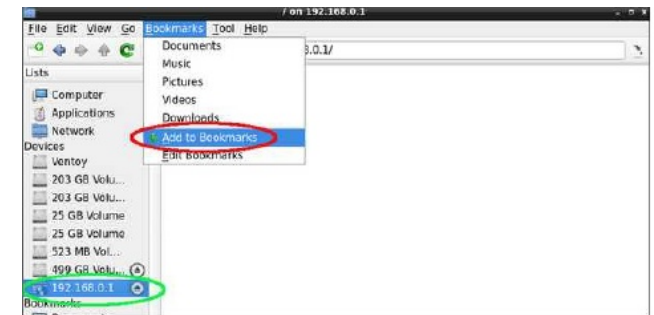 / on 192.168.0.1
File Edit View Go Bookmarks Tool Help
3.0.1/
Documents
Music
Pictures
Videos
Downloads
Add to Bookmarks
Edit Bookmarks
Lists
Computer
Applications
Network
Devices
Ventoy
203 GB Volu...
203 GB Volu...
25 GB Volume
25 GB Volume
523 MB Vol...
499 GB Volu...
192.168.0.1
Bookmarks